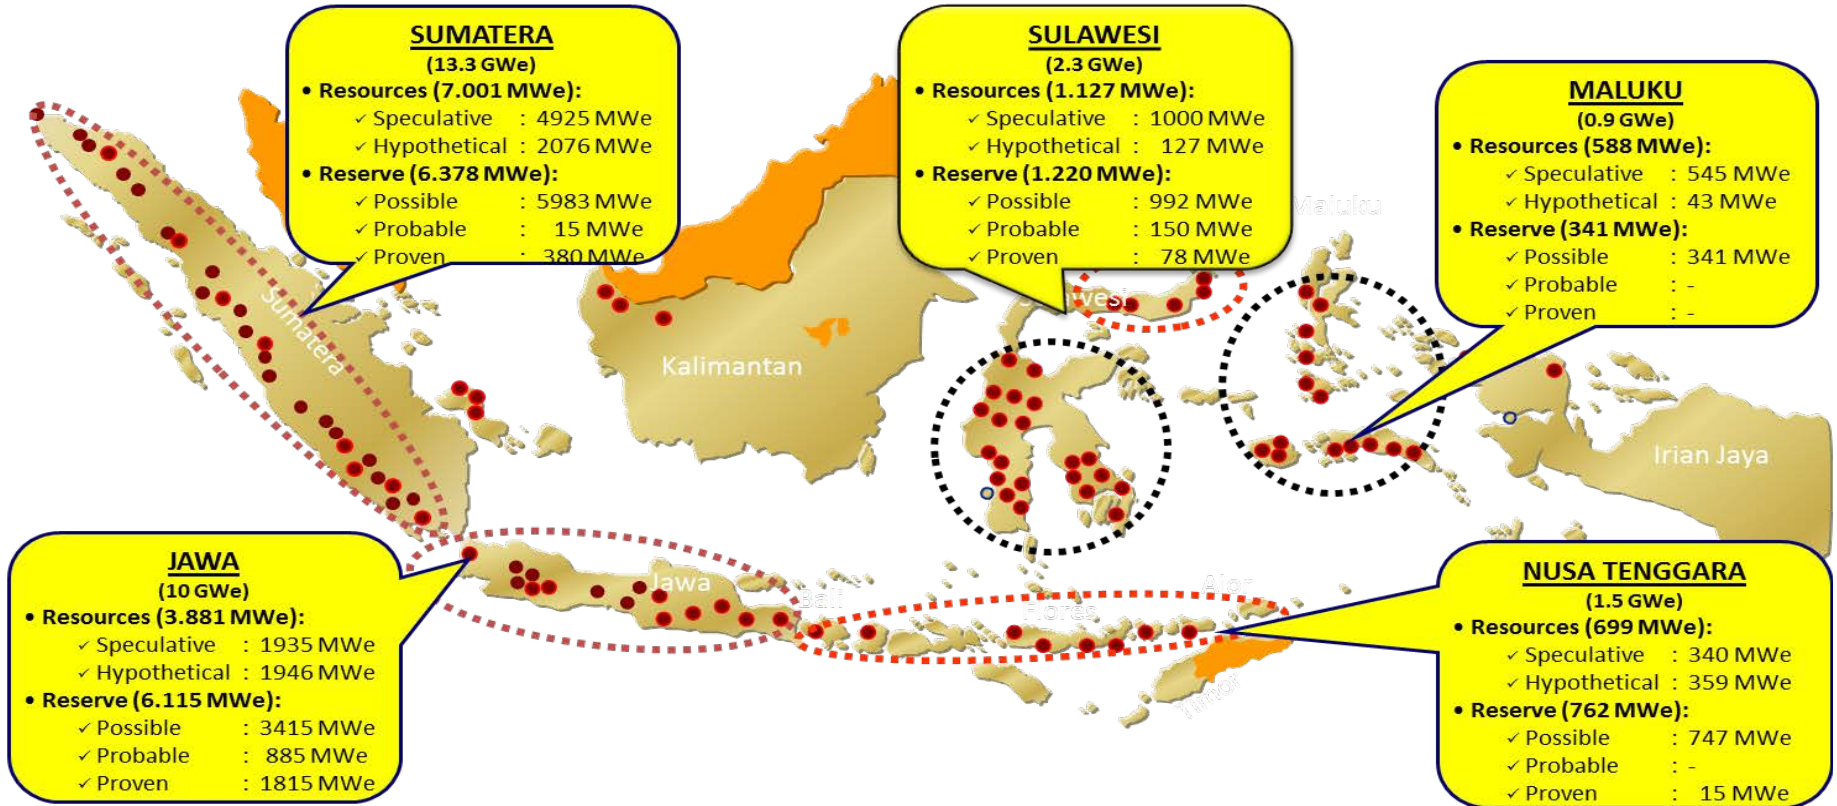 SUMATERA
(13.3 GWe)
• Resources (7.001 MWe):
✓ Speculative : 4925 MWe
✓ Hypothetical : 2076 MWe
• Reserve (6.378 MWe):
✓ Possible : 5983 MWe
✓ Probable : 15 MWe
✓ Proven : 380 MWe
SULAWESI
(2.3 GWe)
• Resources (1.127 MWe):
✓ Speculative : 1000 MWe
✓ Hypothetical : 127 MWe
• Reserve (1.220 MWe):
✓ Possible : 992 MWe
✓ Probable : 150 MWe
✓ Proven : 78 MWe
MALUKU
(0.9 GWe)
• Resources (588 MWe):
✓ Speculative : 545 MWe
✓ Hypothetical : 43 MWe
• Reserve (341 MWe):
✓ Possible : 341 MWe
✓ Probable : -
✓ Proven : -
Maluku
Sumatera
Kalimantan
Irian Jaya
JAWA
(10 GWe)
• Resources (3.881 MWe):
✓ Speculative : 1935 MWe
✓ Hypothetical : 1946 MWe
• Reserve (6.115 MWe):
✓ Possible : 3415 MWe
✓ Probable : 885 MWe
✓ Proven : 1815 MWe
Jawa
Bali
Flores
Alor
Timor
NUSA TENGGARA
(1.5 GWe)
• Resources (699 MWe):
✓ Speculative : 340 MWe
✓ Hypothetical : 359 MWe
• Reserve (762 MWe):
✓ Possible : 747 MWe
✓ Probable : -
✓ Proven : 15 MWe